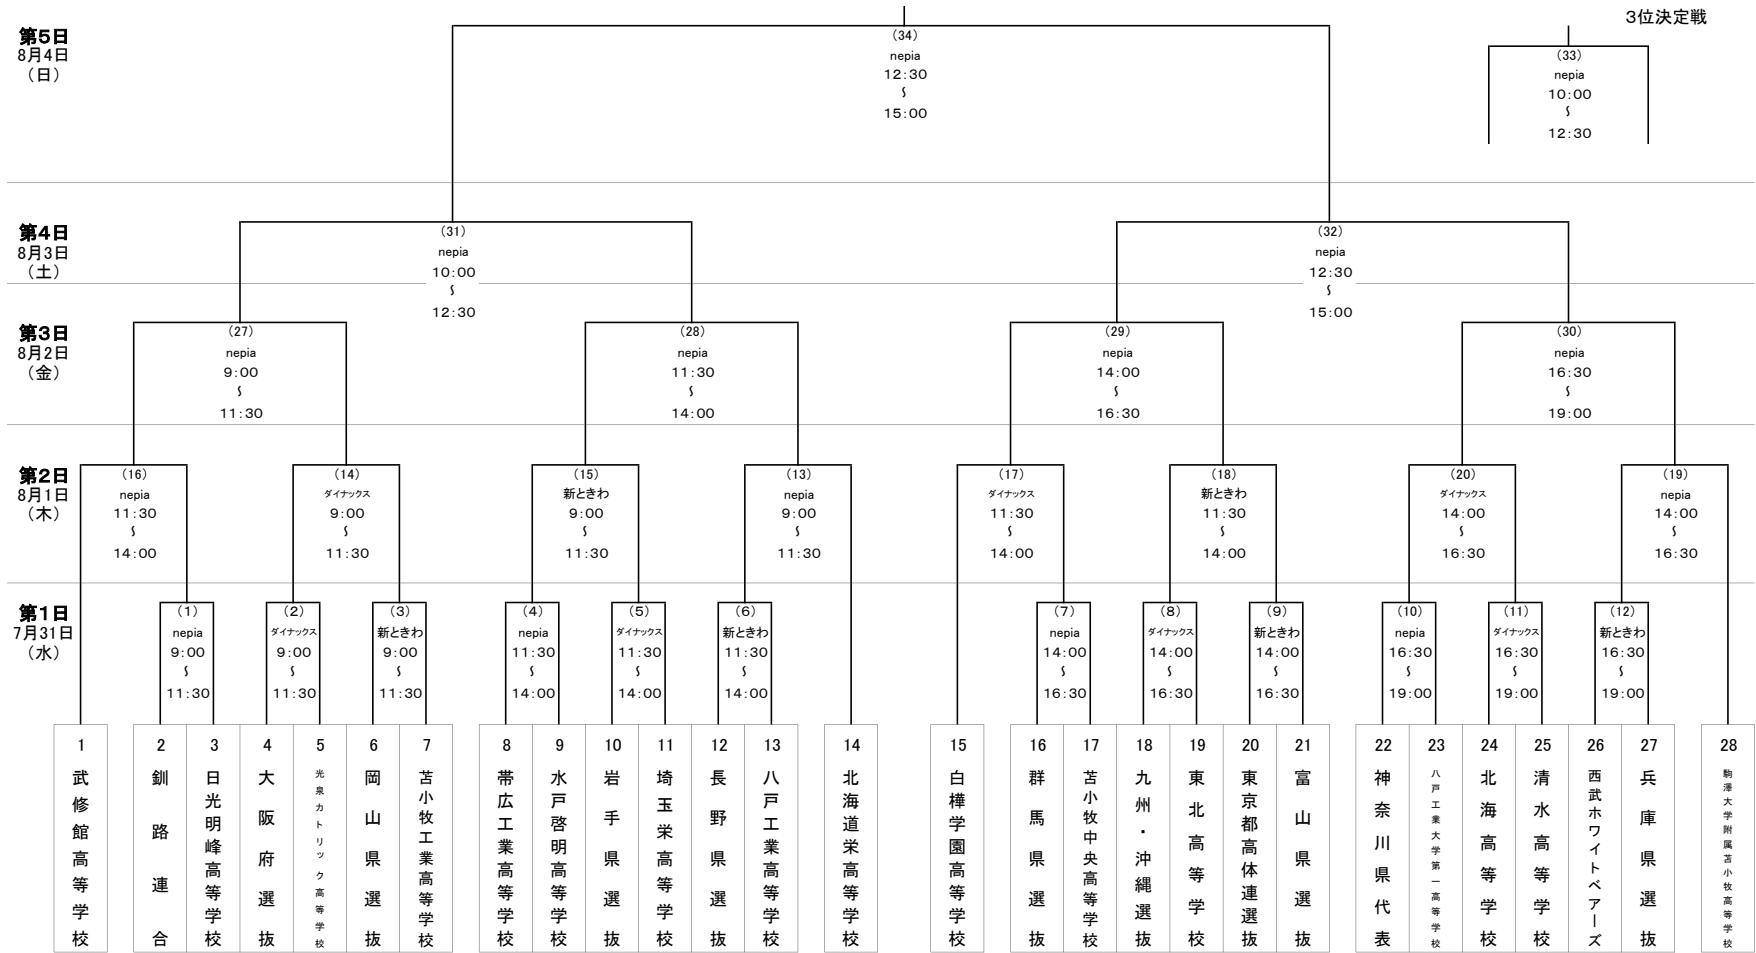 3位決定戦
第5日
8月4日
（日）
（34）
nepia
12:30
～
15:00
（33）
nepia
10:00
～
12:30
第4日
8月3日
（土）
（31）
nepia
10:00
～
12:30
（32）
nepia
12:30
～
15:00
第3日
8月2日
（金）
（27）
nepia
9:00
～
11:30
（28）
nepia
11:30
～
14:00
（29）
nepia
14:00
～
16:30
（30）
nepia
16:30
～
19:00
第2日
8月1日
（木）
（16）
nepia
11:30
～
14:00
（14）
ダイナックス
9:00
～
11:30
（15）
新ときわ
9:00
～
11:30
（13）
nepia
9:00
～
11:30
（17）
ダイナックス
11:30
～
14:00
（18）
新ときわ
11:30
～
14:00
（20）
ダイナックス
14:00
～
16:30
（19）
nepia
14:00
～
16:30
第1日
7月31日
（水）
（1）
nepia
9:00
～
11:30
（2）
ダイナックス
9:00
～
11:30
（3）
新ときわ
9:00
～
11:30
（4）
nepia
11:30
～
14:00
（5）
ダイナックス
11:30
～
14:00
（6）
新ときわ
11:30
～
14:00
（7）
nepia
14:00
～
16:30
（8）
ダイナックス
14:00
～
16:30
（9）
新ときわ
14:00
～
16:30
（10）
nepia
16:30
～
19:00
（11）
ダイナックス
16:30
～
19:00
（12）
新ときわ
16:30
～
19:00
1
武修館高等学校
2
釧路連合
3
日光明峰高等学校
4
大阪府選抜
5
光泉カトリック高等学校
6
岡山県選抜
7
苫小牧工業高等学校
8
帯広工業高等学校
9
水戸啓明高等学校
10
岩手県選抜
11
埼玉栄高等学校
12
長野県選抜
13
八戸工業高等学校
14
北海道栄高等学校
15
白樺学園高等学校
16
群馬県選抜
17
苫小牧中央高等学校
18
九州・沖縄選抜
19
東北高等学校
20
東京都高体連選抜
21
富山県選抜
22
神奈川県代表
23
八戸工業大学第一高等学校
24
北海高等学校
25
清水高等学校
26
西武ホワイトベアーズ
27
兵庫県選抜
28
駒澤大学附属苫小牧高等学校